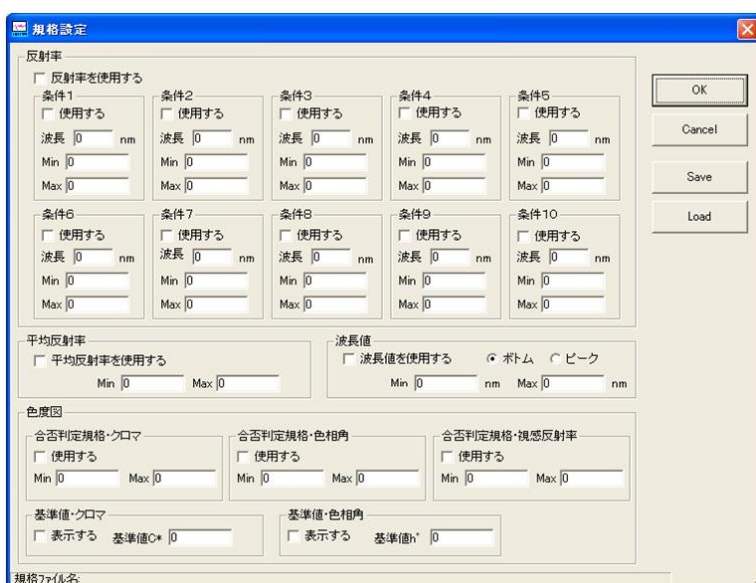 規格設定
反射率
反射率を使用する
条件1 条件2 条件3 条件4 条件5
使用する 使用する 使用する 使用する 使用する
波長 0 nm 波長 0 nm 波長 0 nm 波長 0 nm 波長 0 nm
Min 0 Min 0 Min 0 Min 0 Min 0
Max 0 Max 0 Max 0 Max 0 Max 0
条件6 条件7 条件8 条件9 条件10
使用する 使用する 使用する 使用する 使用する
波長 0 nm 波長 0 nm 波長 0 nm 波長 0 nm 波長 0 nm
Min 0 Min 0 Min 0 Min 0 Min 0
Max 0 Max 0 Max 0 Max 0 Max 0
OK
Cancel
Save
Load
平均反射率
平均反射率を使用する
Min 0 Max 0
波長値
波長値を使用する ボトム ピーク
Min 0 nm Max 0 nm
色度図
合否判定規格・クロマ 合否判定規格・色相角 合否判定規格・視感反射率
使用する 使用する 使用する
Min 0 Max 0 Min 0 Max 0 Min 0 Max 0
基準値・クロマ 基準値・色相角
表示する 基準値C* 0 表示する 基準値h° 0
規格ファイル名: